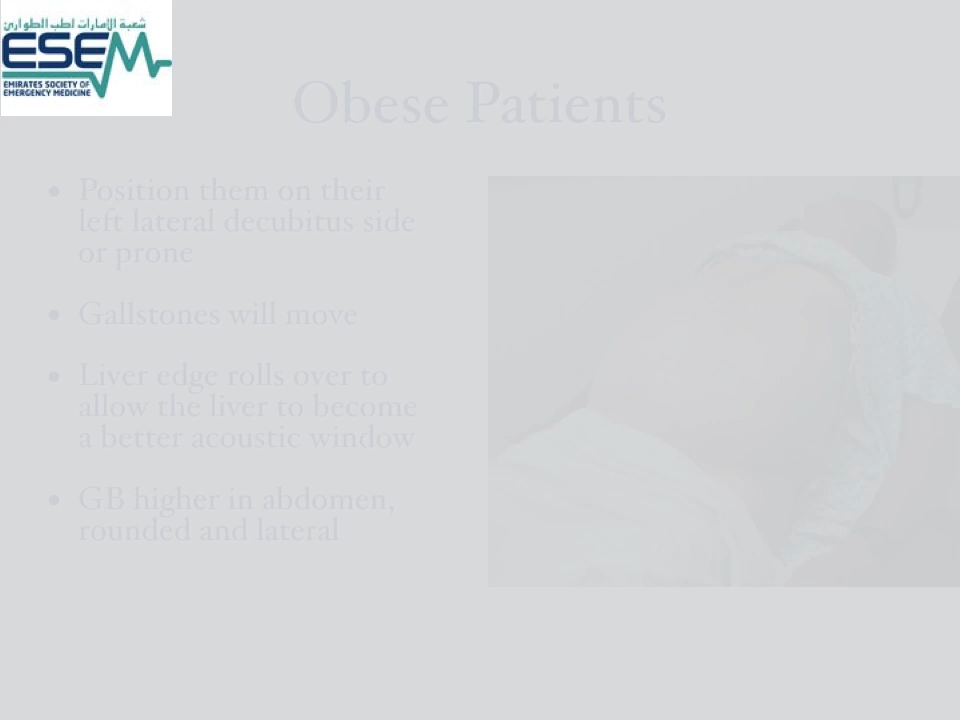 شعبة الامارات لطب الطوارئ
ESEM
EMIRATES SOCIETY OF
EMERGENCY MEDICINE
Obese Patients
• Position them on their
left lateral decubitus side
or prone
• Gallstones will move
• Liver edge rolls over to
allow the liver to become
a better acoustic window
• GB higher in abdomen,
rounded and lateral